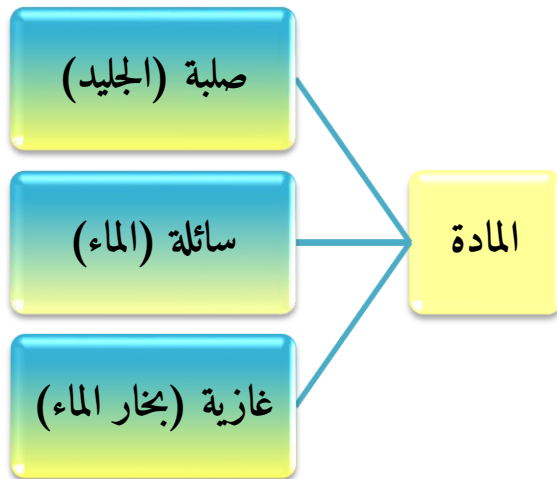 المادة
صلبة (الجليد)
سائلة (الماء)
غازية (بخار الماء)